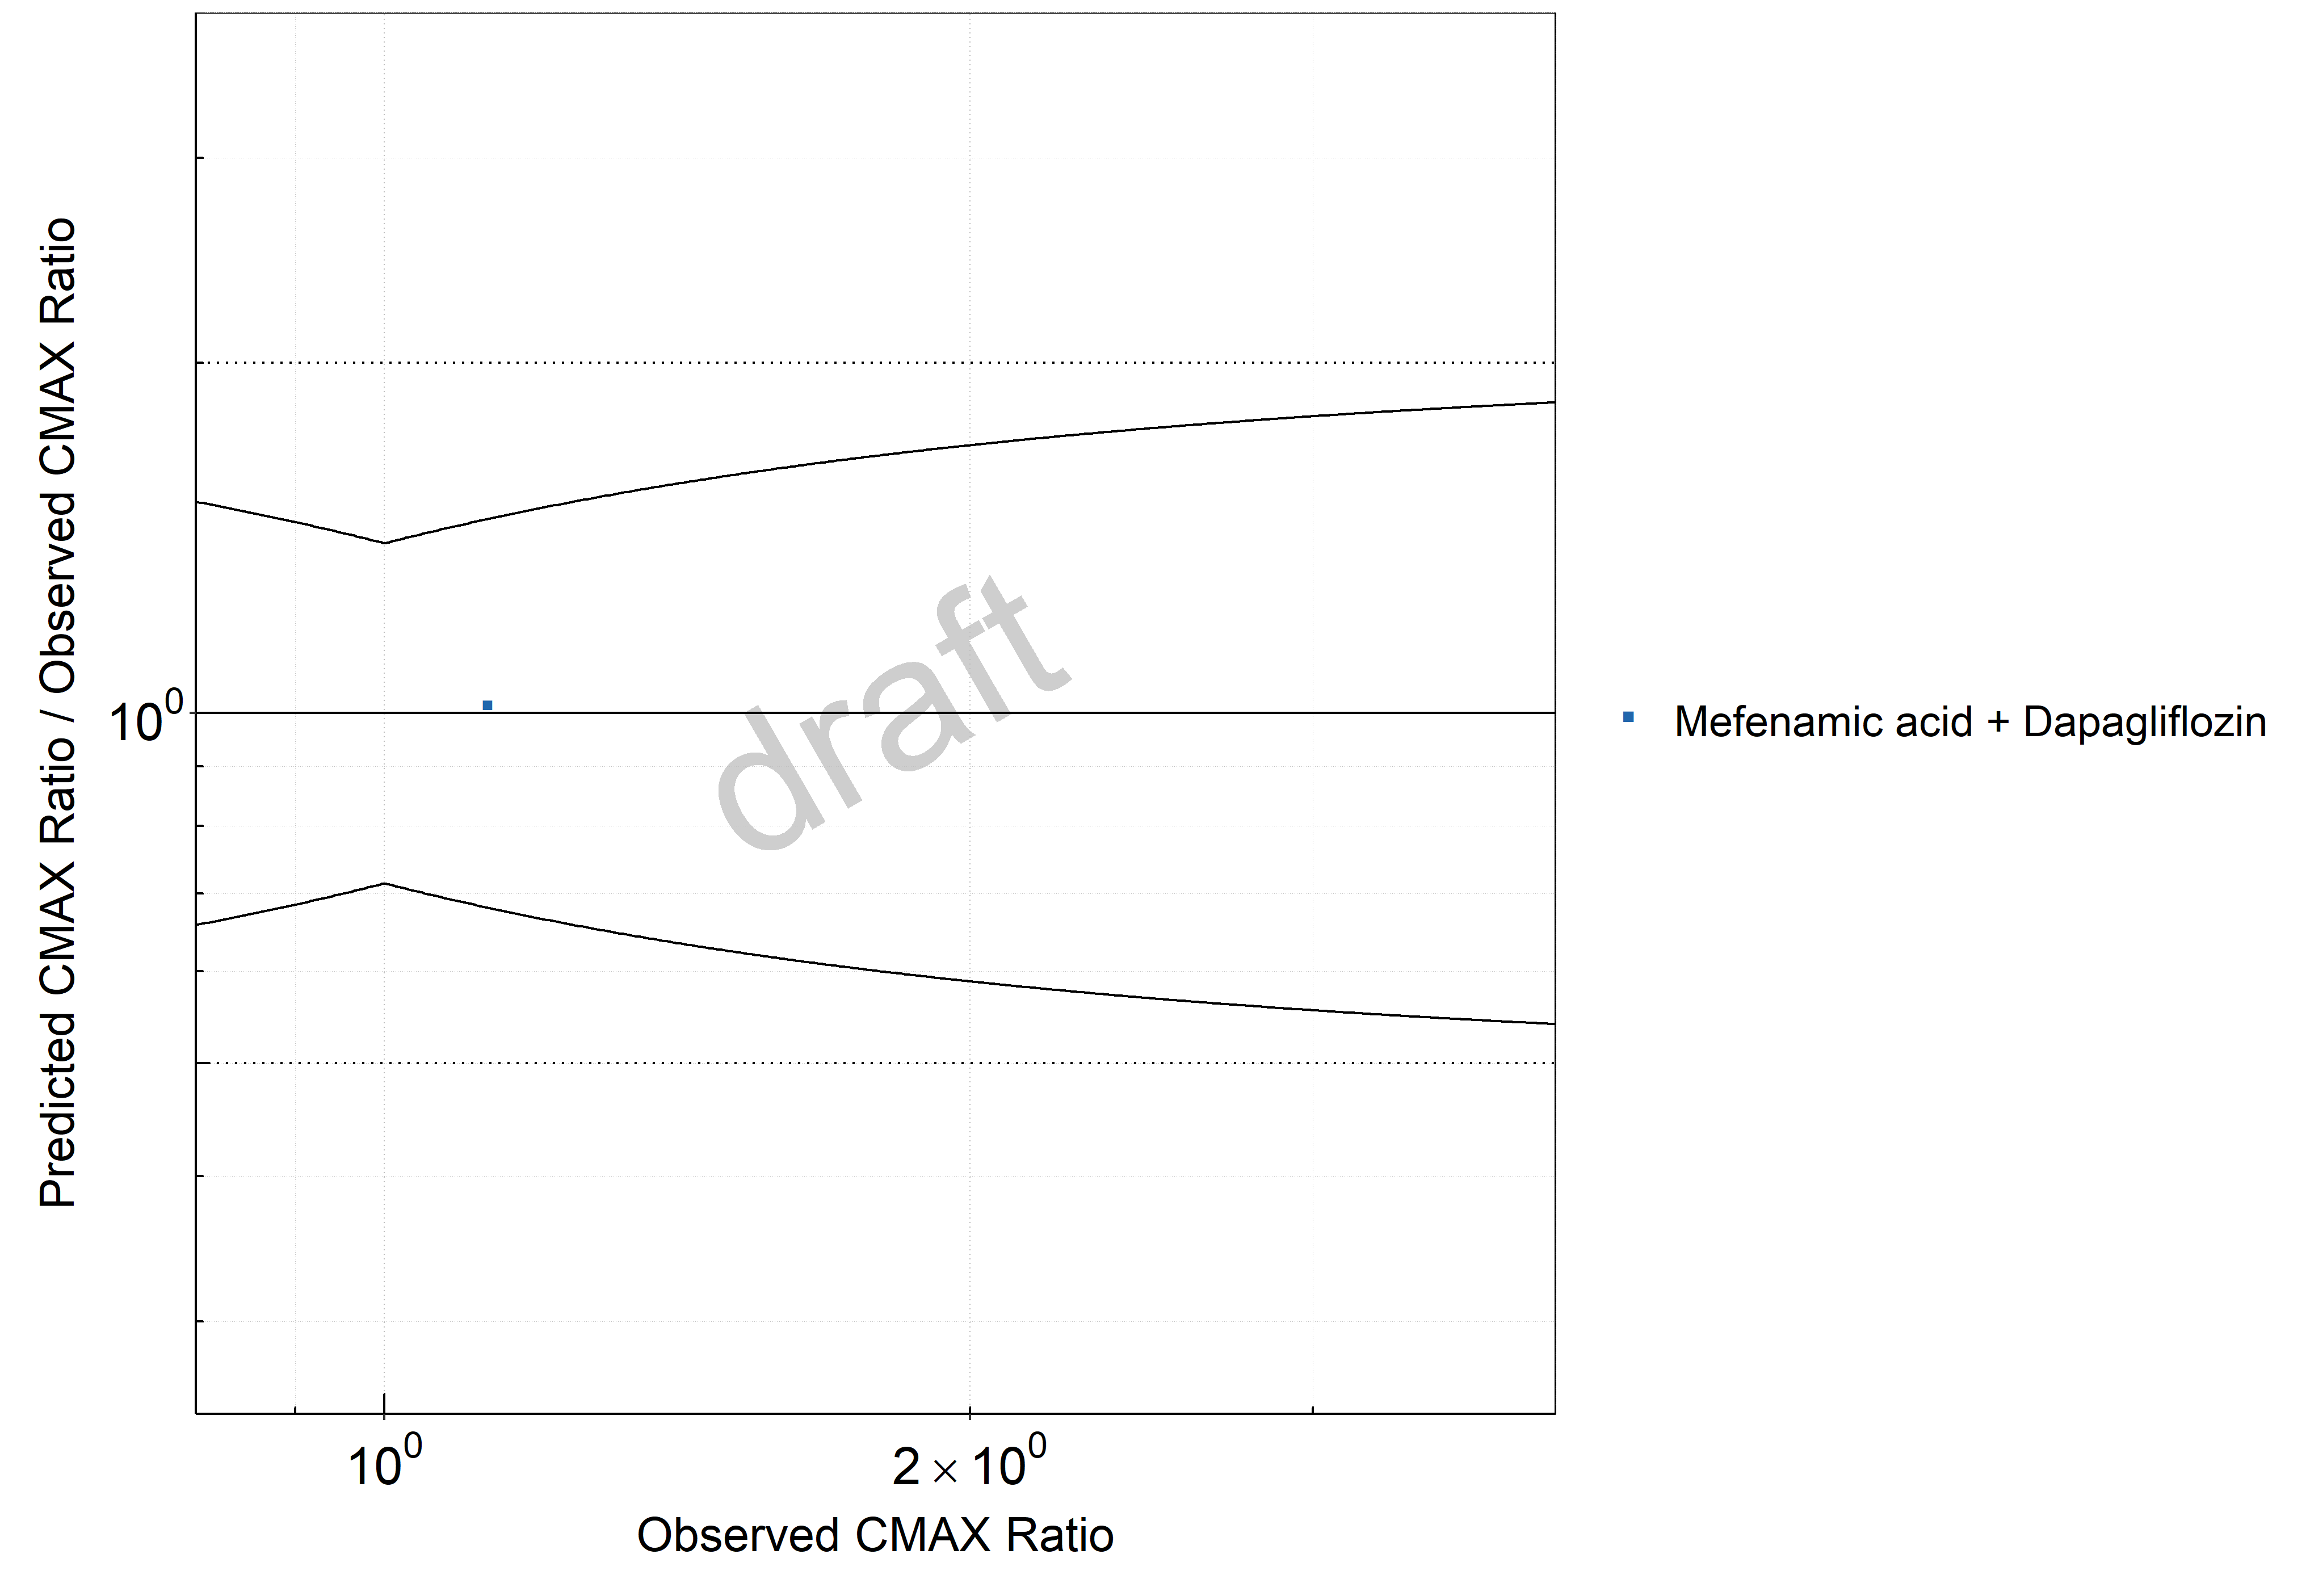 Predicted CMAX Ratio / Observed CMAX Ratio
10⁰
draft
Mefenamic acid + Dapagliflozin
10⁰
2 × 10⁰
Observed CMAX Ratio